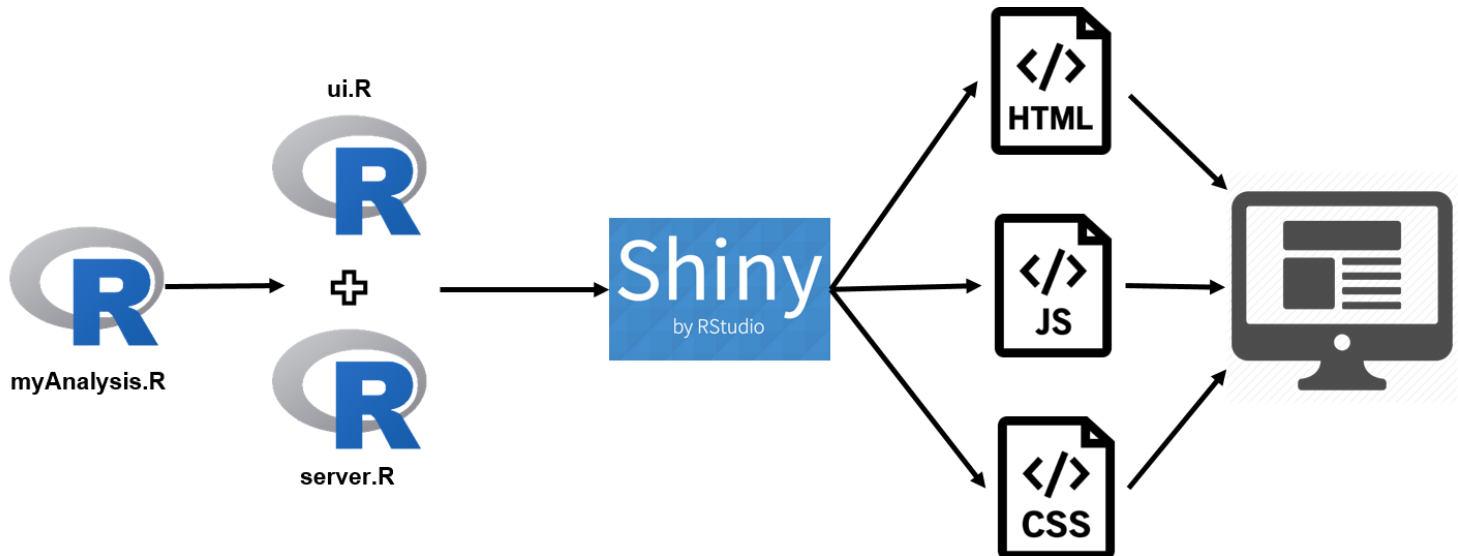 ui.R
R
R
myAnalysis.R
R
server.R
Shiny
by RStudio
</>
HTML
</>
JS
</>
CSS